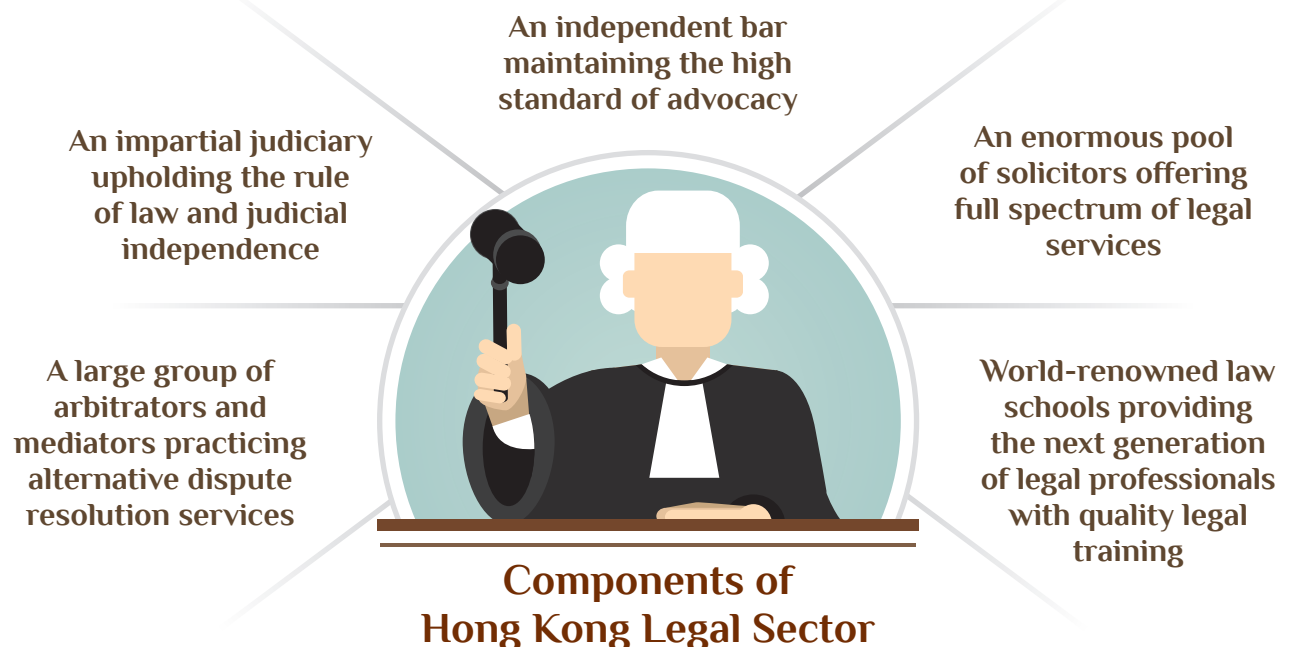 An independent bar
maintaining the high
standard of advocacy
An impartial judiciary
upholding the rule
of law and judicial
independence
An enormous pool
of solicitors offering
full spectrum of legal
services
A large group of
arbitrators and
mediators practicing
alternative dispute
resolution services
World-renowned law
schools providing
the next generation
of legal professionals
with quality legal
training
Components of
Hong Kong Legal Sector